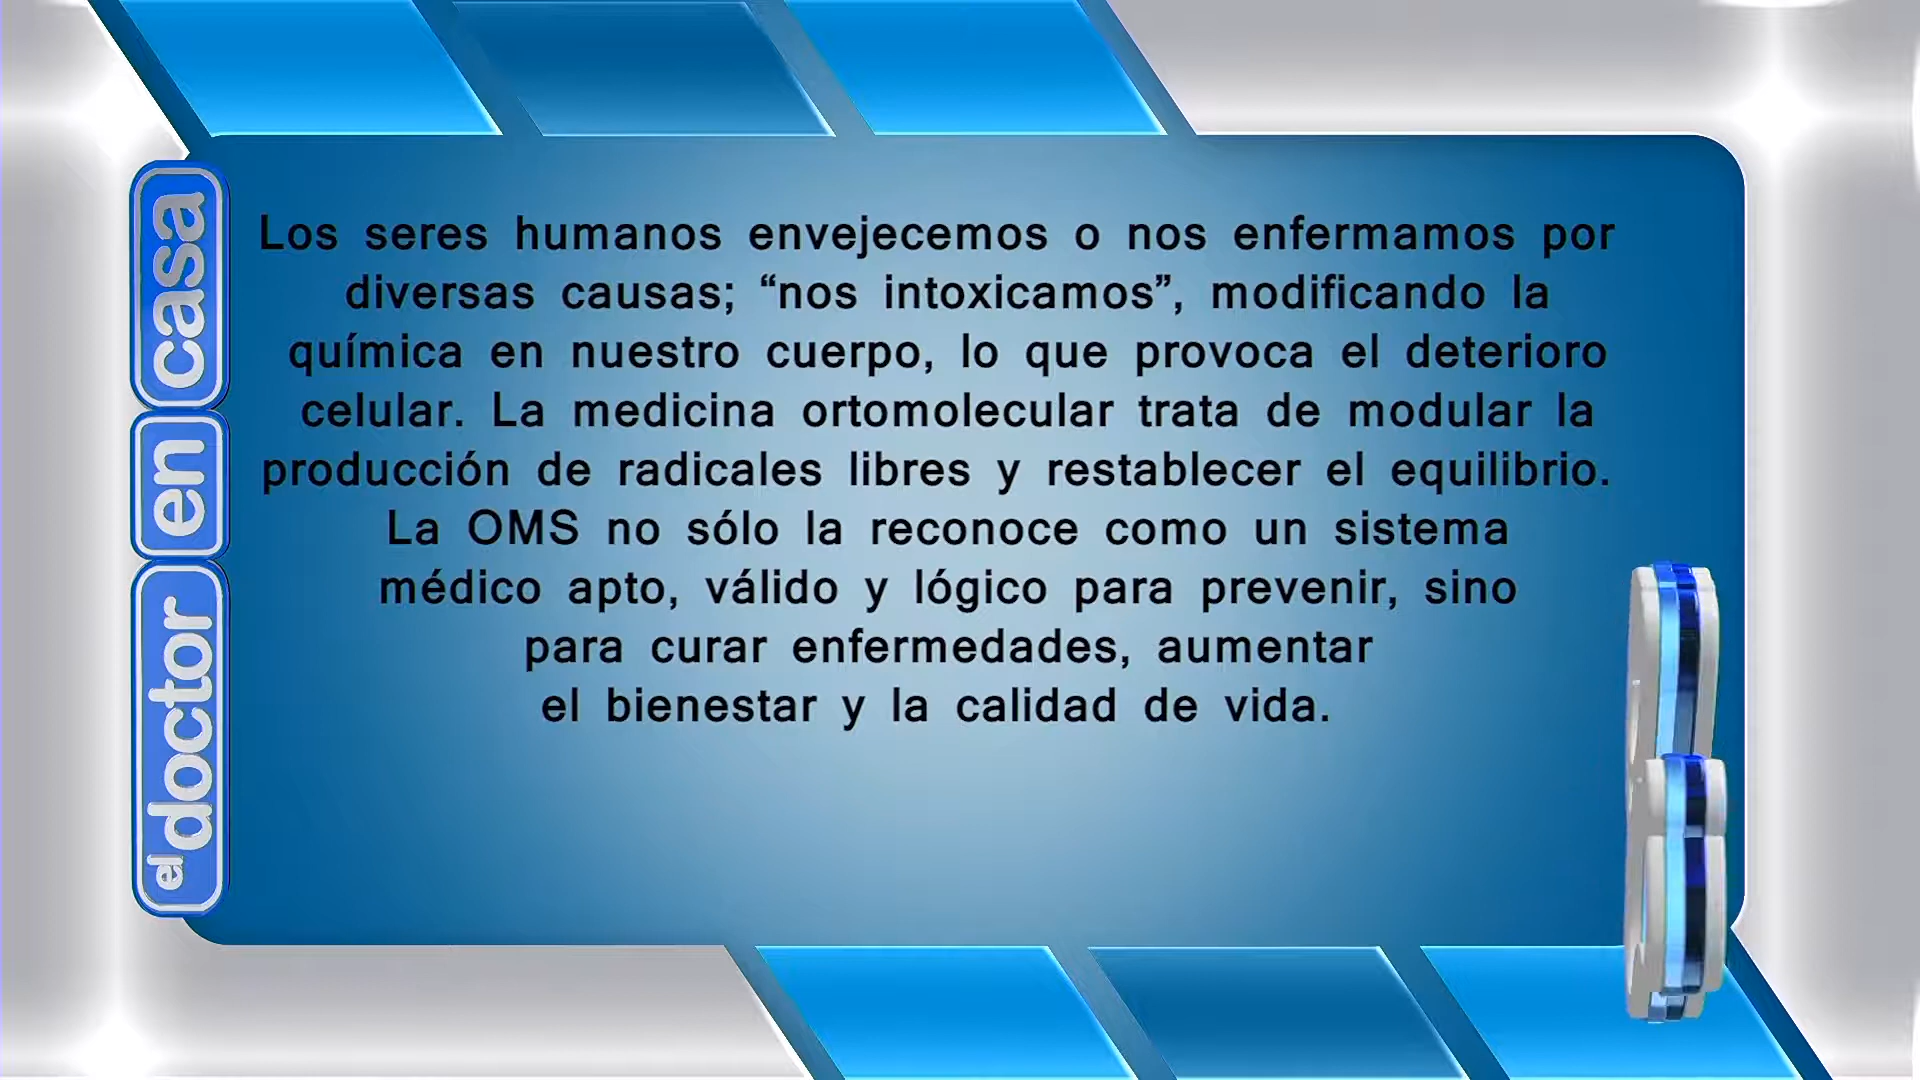 el doctor en casa
Los seres humanos envejecemos o nos enfermamos por
diversas causas; “nos intoxicamos”, modificando la
química en nuestro cuerpo, lo que provoca el deterioro
celular. La medicina ortomolecular trata de modular la
producción de radicales libres y restablecer el equilibrio.
La OMS no sólo la reconoce como un sistema
médico apto, válido y lógico para prevenir, sino
para curar enfermedades, aumentar
el bienestar y la calidad de vida.